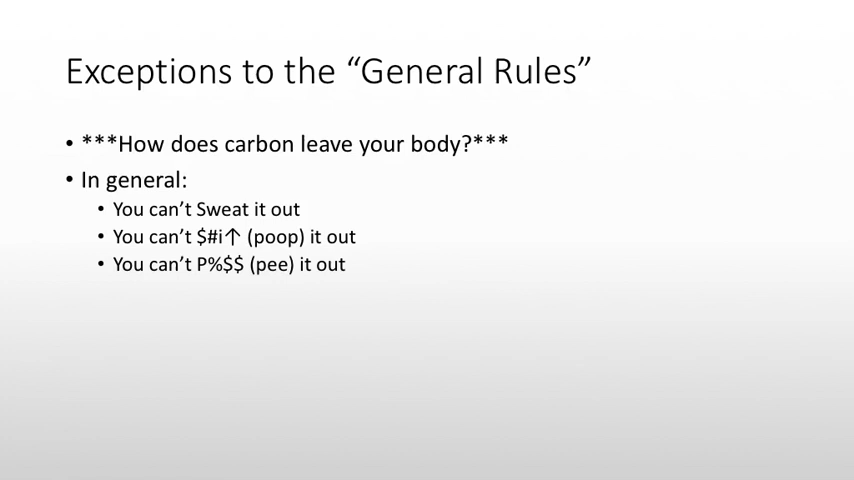 Exceptions to the “General Rules”
• ***How does carbon leave your body?***
• In general:
• You can’t Sweat it out
• You can’t $#i↑ (poop) it out
• You can’t P%$$ (pee) it out